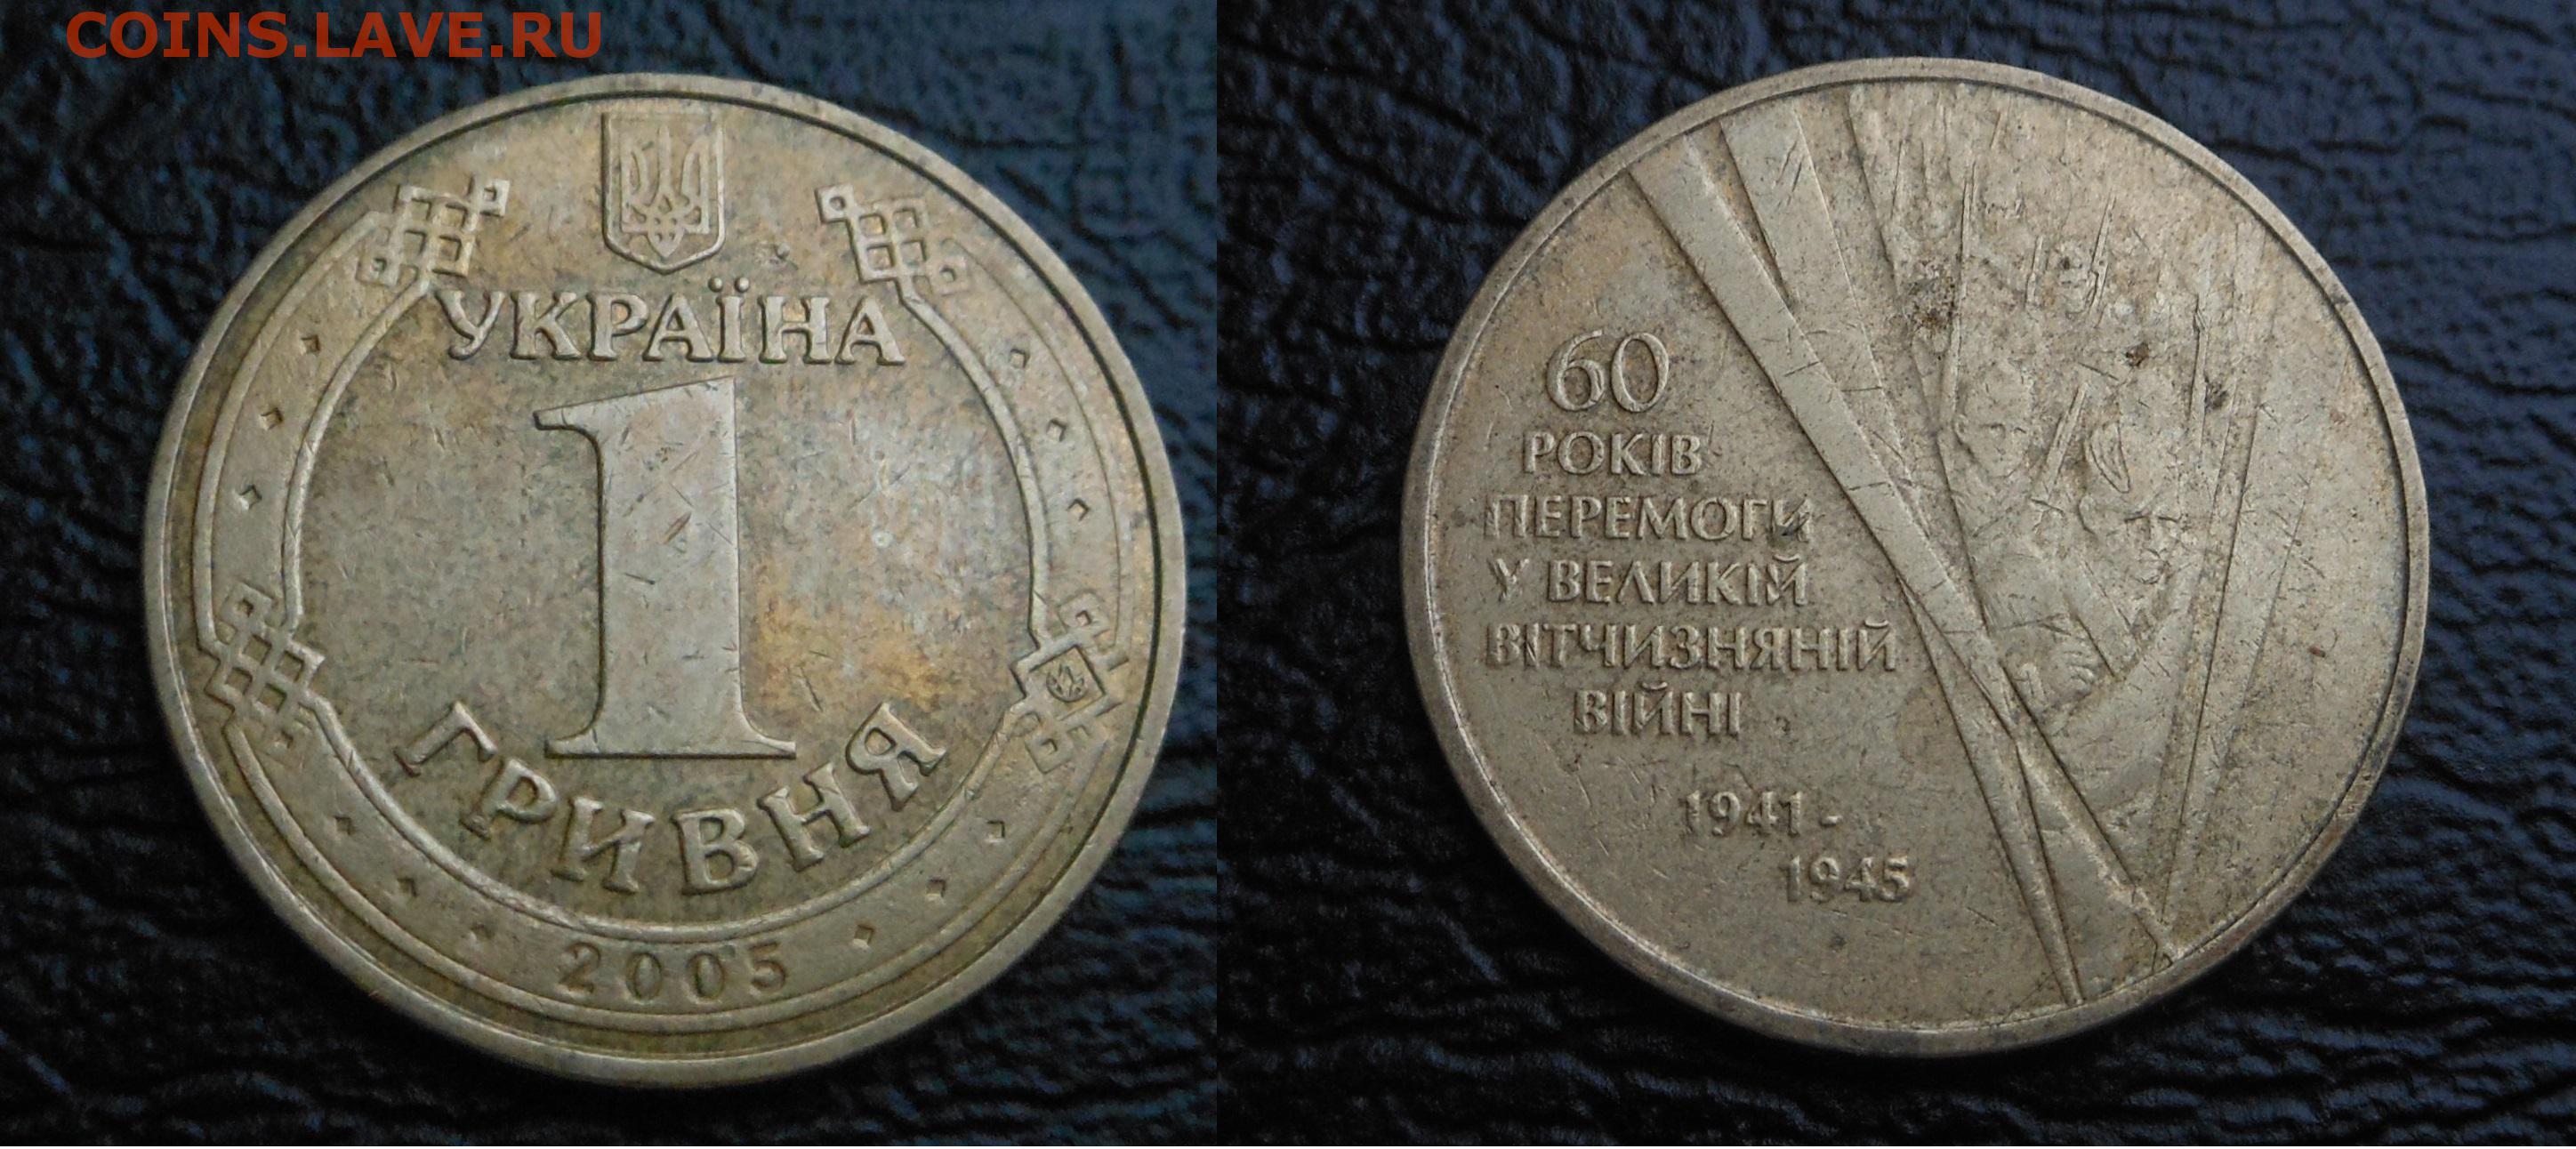 COINS.LAVE.RU
УКРАЇНА
1
ГРИВНЯ
2005
60
РОКІВ
ПЕРЕМОГИ
У ВЕЛИКІЙ
ВІТЧИЗНЯНІЙ
ВІЙНІ
1941 -
1945